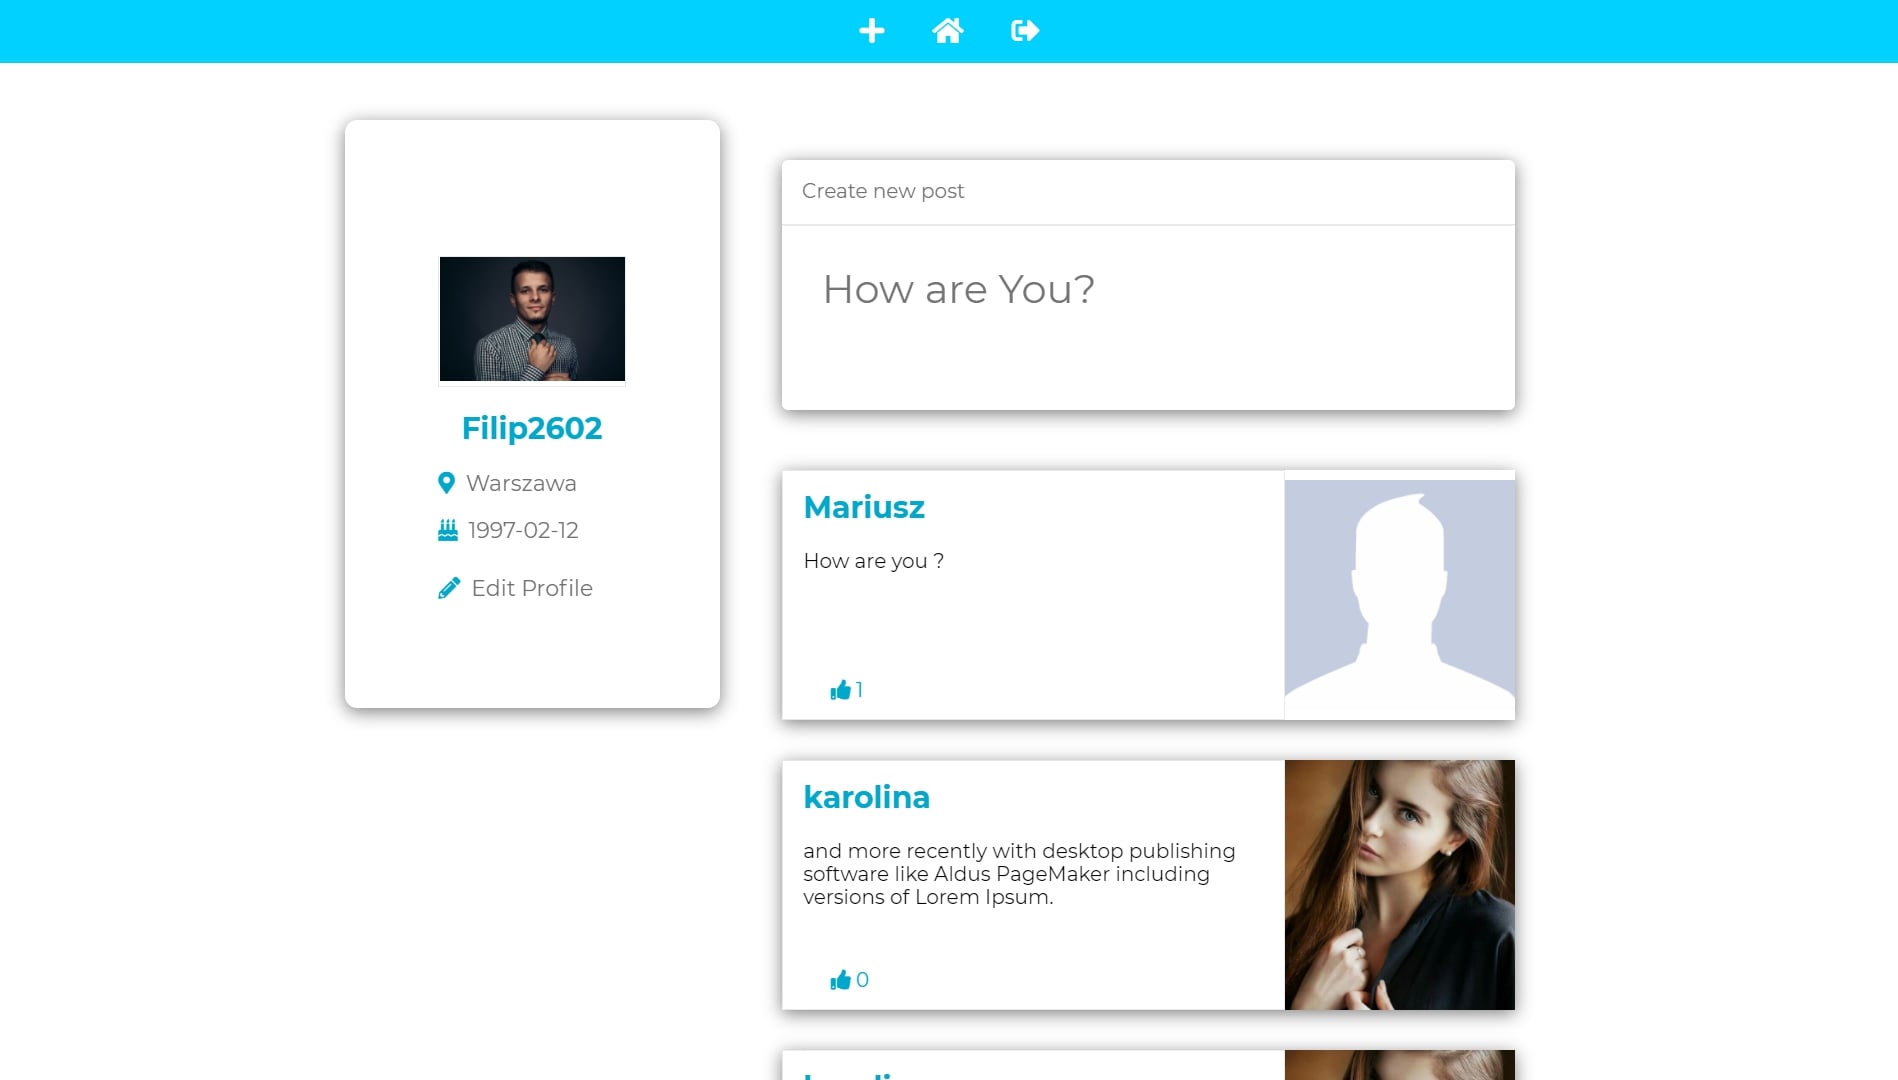 Filip2602
Warszawa
1997-02-12
Edit Profile
Create new post
How are You?
Mariusz
How are you ?
1
karolina
and more recently with desktop publishing
software like Aldus PageMaker including
versions of Lorem Ipsum.
0